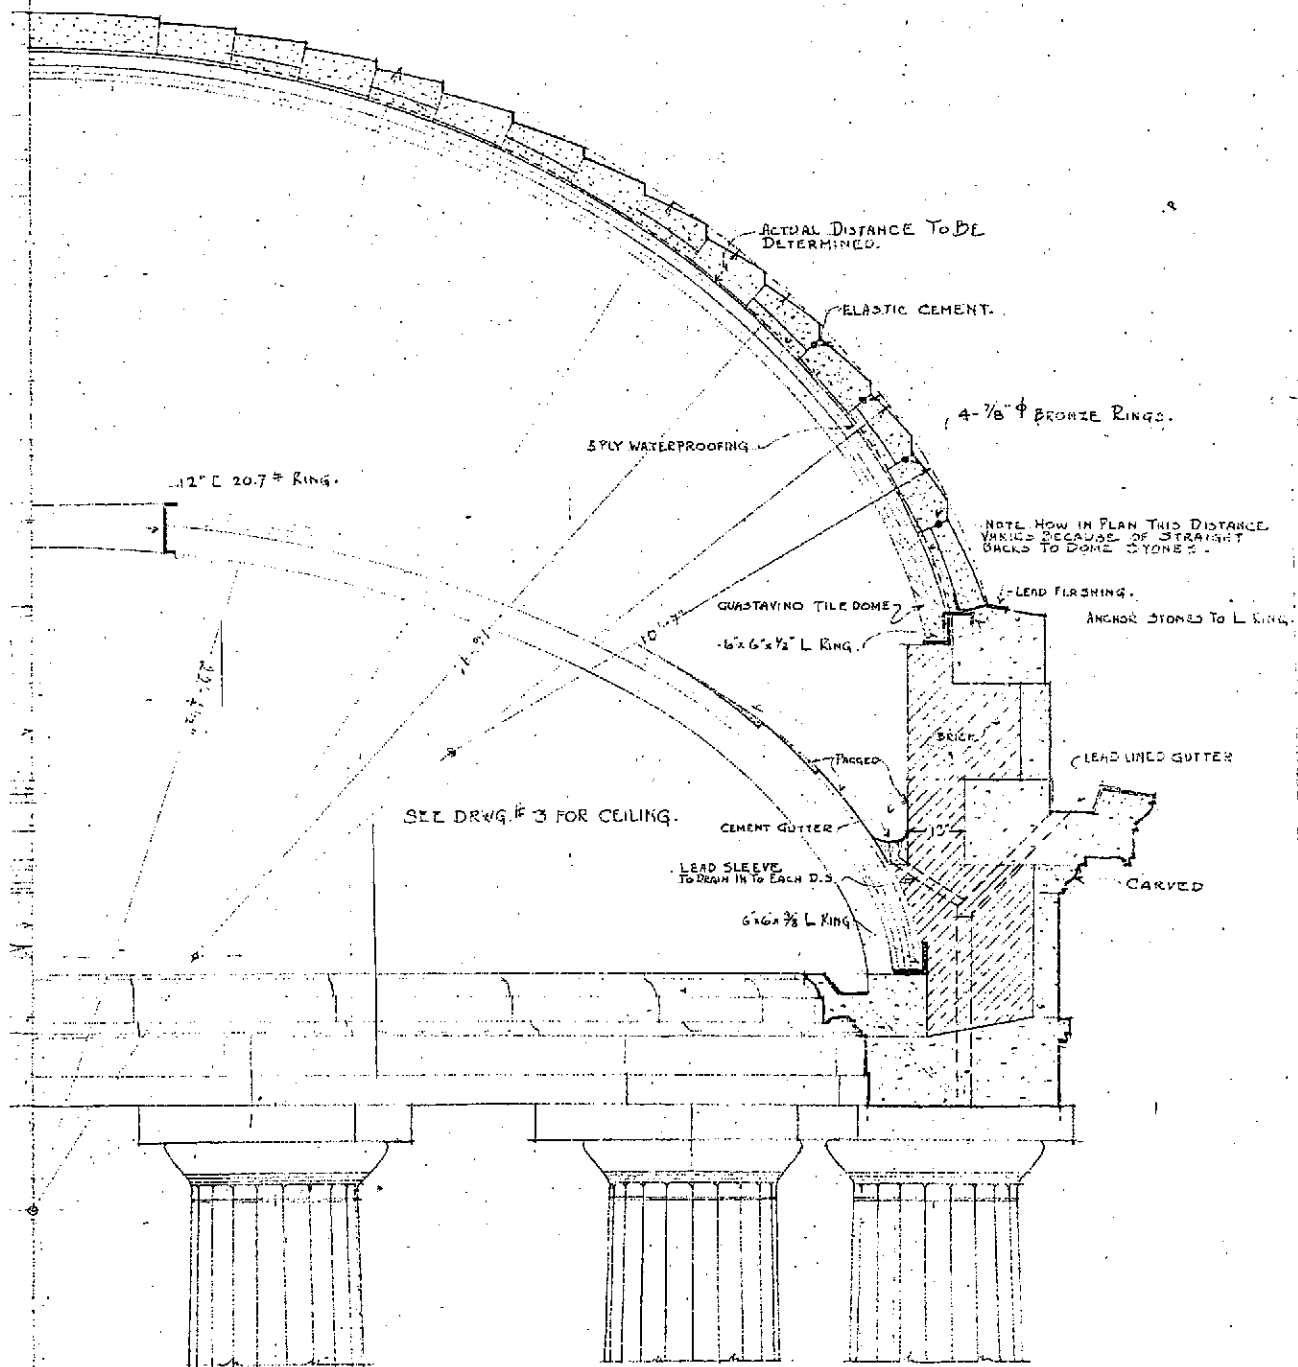 ACTUAL DISTANCE TO BE
DETERMINED.
ELASTIC CEMENT.
4-7/8" ϕ BRONZE RINGS.
5 PLY WATERPROOFING
12" [ 20.7 # RING.
NOTE HOW IN PLAN THIS DISTANCE
VARIES BECAUSE OF STRAIGHT
BACKS TO DOME STONES.
LEAD FLASHING.
GUASTAVINO TILE DOME
ANCHOR STONES TO L RING.
6"x6"x1/2" L RING.
10'-7"
BRICK
PARGED
LEAD LINED GUTTER
SEE DRWG. # 3 FOR CEILING.
CEMENT GUTTER
13"
LEAD SLEEVE
TO DRAIN IN TO EACH D.S.
CARVED
6"x6"x3/8 L RING